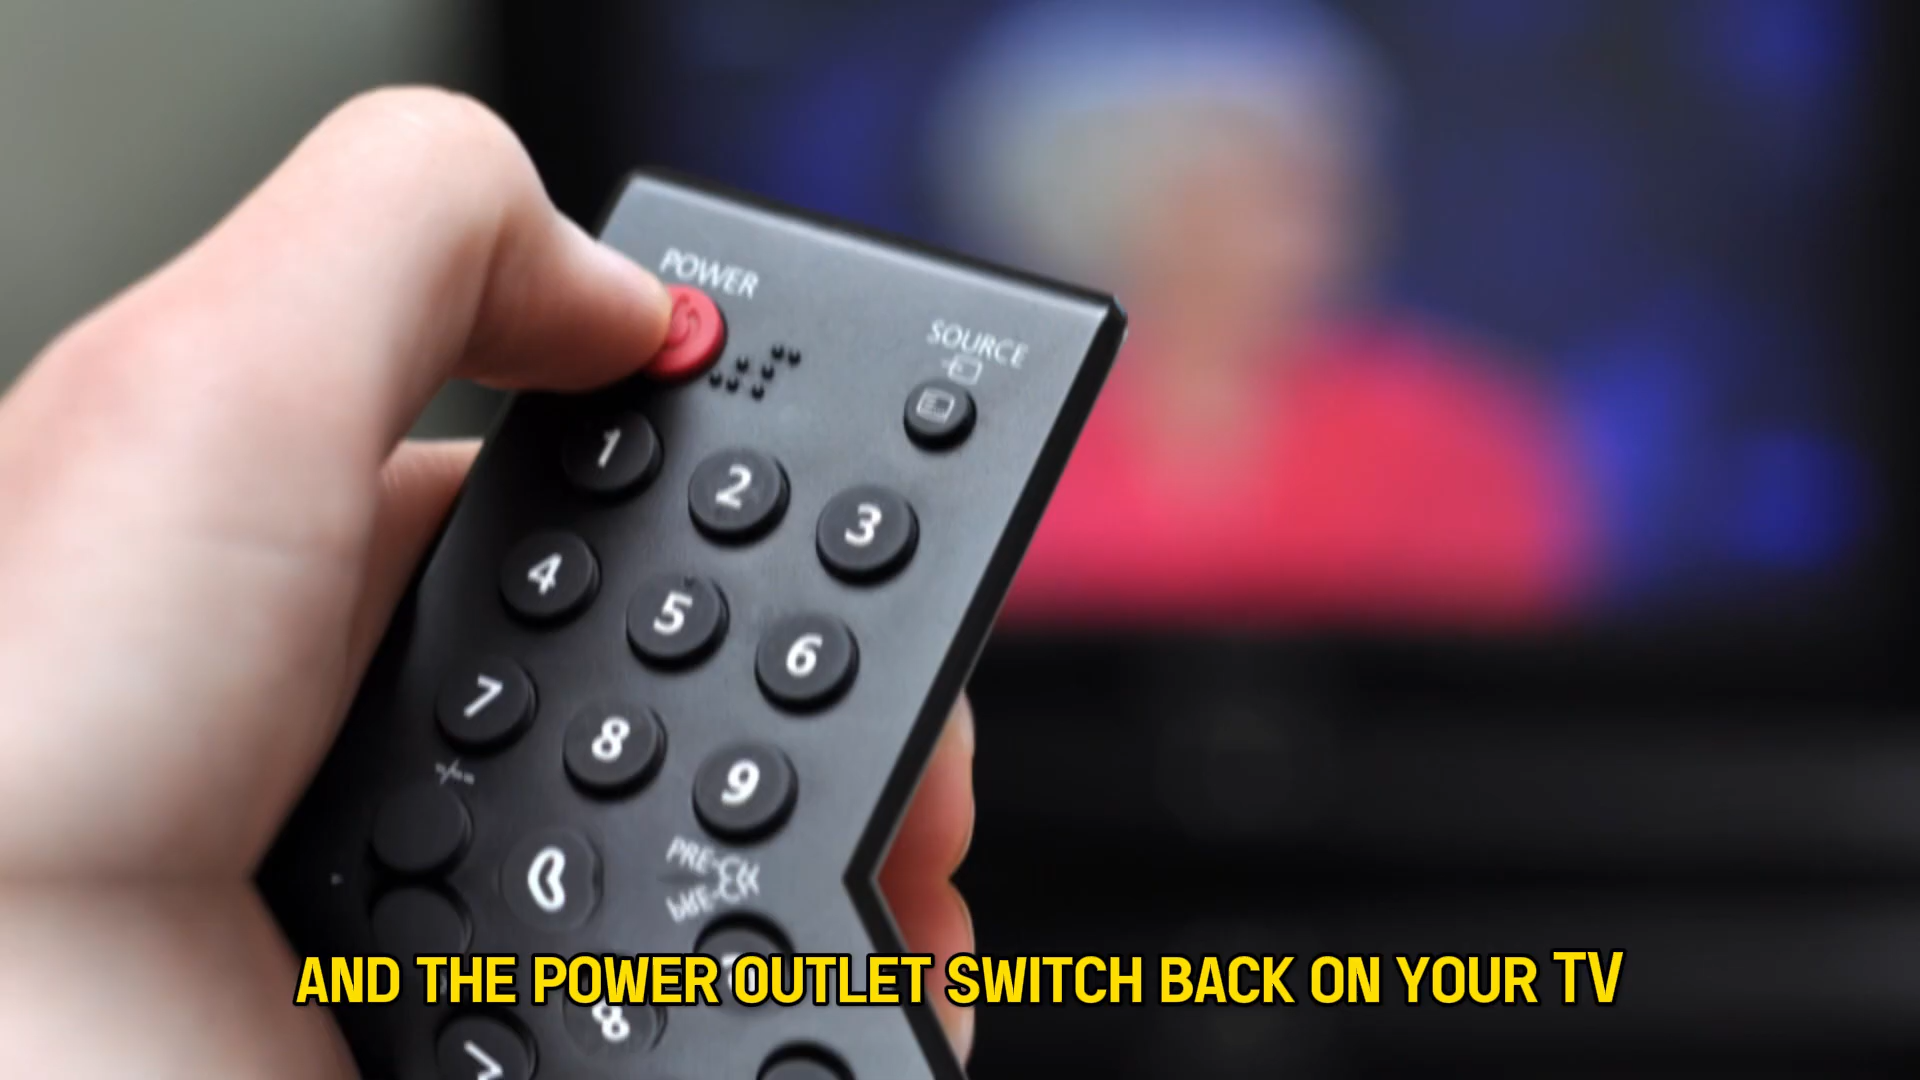 POWER
SOURCE
1
2
3
4
5
6
7
8
9
-/--
PRE-CH
AND THE POWER OUTLET SWITCH BACK ON YOUR TV